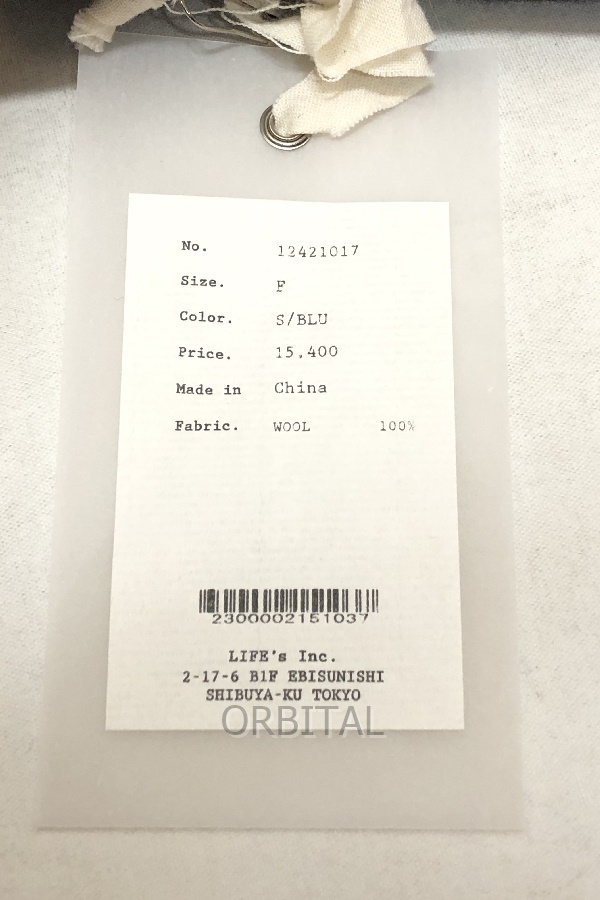 No. 12421017
Size. F
Color. S/BLU
Price. 15,400
Made in China
Fabric. WOOL 100%
2300002151037
LIFE's Inc.
2-17-6 B1F EBISUNISHI
SHIBUYA-KU TOKYO
ORBITAL